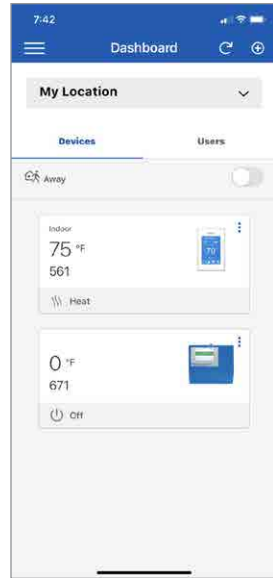 7:42
Dashboard
My Location
Devices Users
Away
Indoor
75 °F
561
Heat
0 °F
671
Off